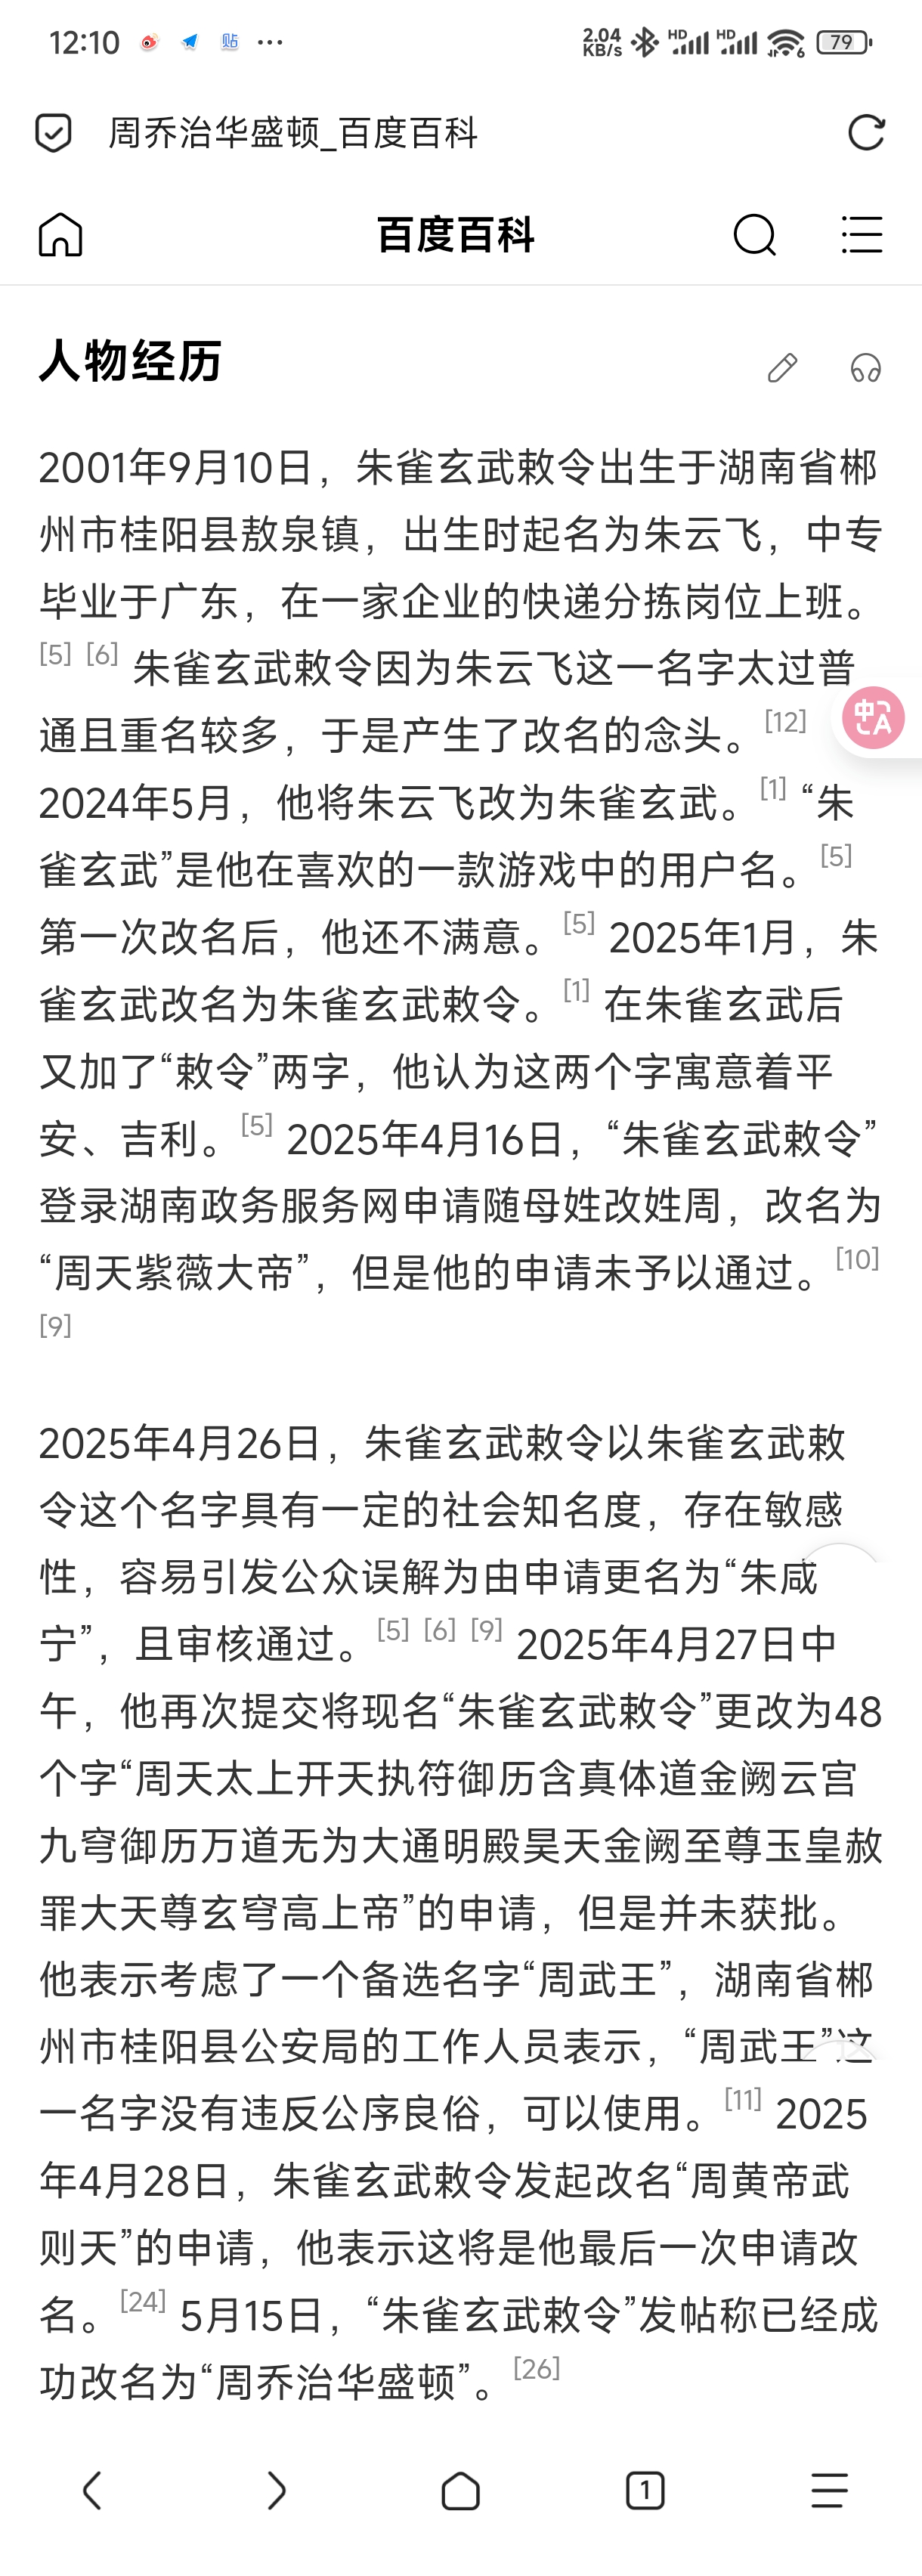 12:10
贴
2.04
KB/s
HD
HD
6
79
周乔治华盛顿_百度百科
百度百科
人物经历
2001年9月10日，朱雀玄武敕令出生于湖南省郴
州市桂阳县敖泉镇，出生时起名为朱云飞，中专
毕业于广东，在一家企业的快递分拣岗位上班。
[5] [6] 朱雀玄武敕令因为朱云飞这一名字太过普
通且重名较多，于是产生了改名的念头。[12]
中A
2024年5月，他将朱云飞改为朱雀玄武。[1] “朱
雀玄武”是他在喜欢的一款游戏中的用户名。[5]
第一次改名后，他还不满意。[5] 2025年1月，朱
雀玄武改名为朱雀玄武敕令。[1] 在朱雀玄武后
又加了“敕令”两字，他认为这两个字寓意着平
安、吉利。[5] 2025年4月16日，“朱雀玄武敕令”
登录湖南政务服务网申请随母姓改姓周，改名为
“周天紫薇大帝”，但是他的申请未予以通过。[10]
[9]
2025年4月26日，朱雀玄武敕令以朱雀玄武敕
令这个名字具有一定的社会知名度，存在敏感
性，容易引发公众误解为由申请更名为“朱咸
宁”，且审核通过。[5] [6] [9] 2025年4月27日中
午，他再次提交将现名“朱雀玄武敕令”更改为48
个字“周天太上开天执符御历含真体道金阙云宫
九穹御历万道无为大通明殿昊天金阙至尊玉皇赦
罪大天尊玄穹高上帝”的申请，但是并未获批。
他表示考虑了一个备选名字“周武王”，湖南省郴
州市桂阳县公安局的工作人员表示，“周武王”这
一名字没有违反公序良俗，可以使用。[11] 2025
年4月28日，朱雀玄武敕令发起改名“周黄帝武
则天”的申请，他表示这将是他最后一次申请改
名。[24] 5月15日，“朱雀玄武敕令”发帖称已经成
功改名为“周乔治华盛顿”。[26]
1